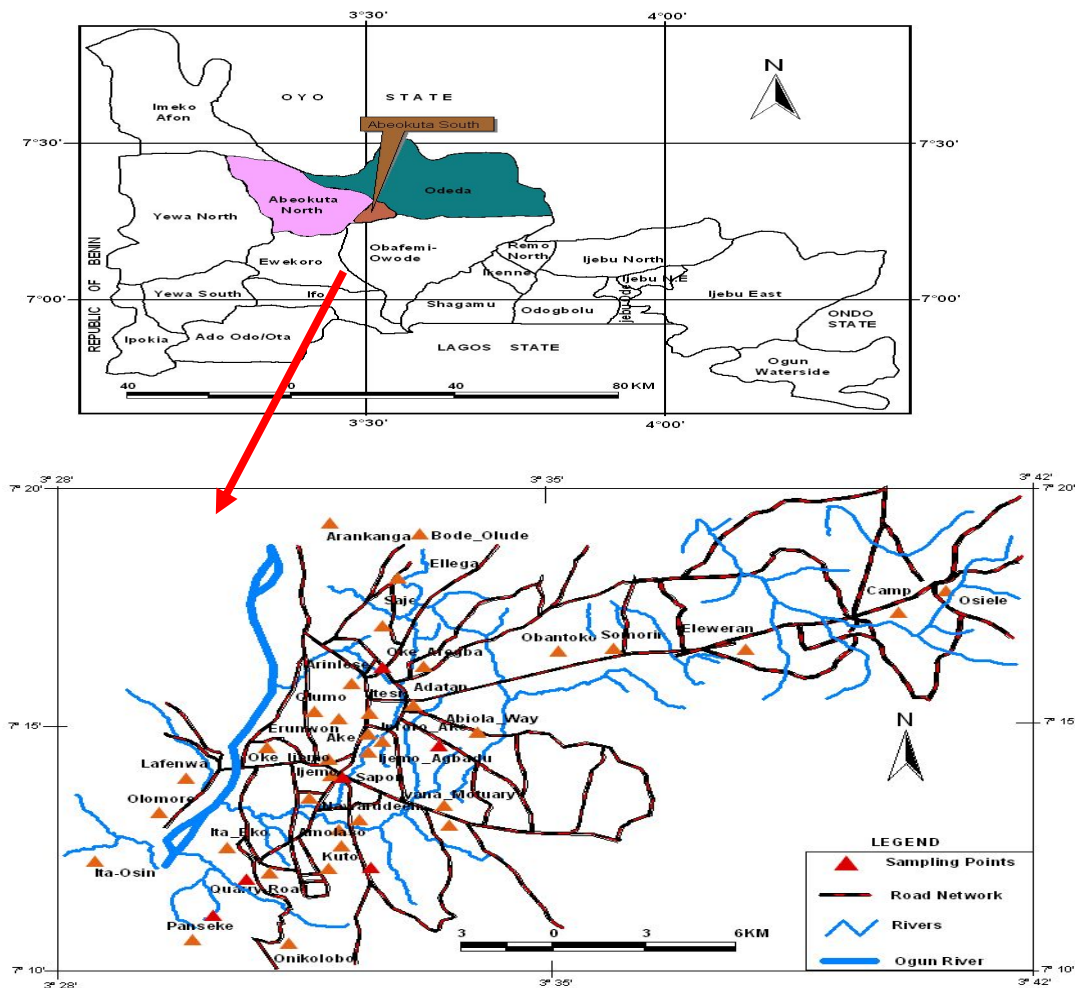 3°30' 4°00'
N
OYO STATE
Imeko
Afon
Abeokuta South
7°30' 7°30'
Odeda
Abeokuta
North
Yewa North
Obafemi-
Owode
Remo
North
Ijebu North
Ewekoro
Ikenne
Ijebu N.E
REPUBLIC OF BENIN
7°00' 7°00'
Yewa South
Ifo
Shagamu
Odogbolu
Ijebu Ode
Ijebu East
ONDO
STATE
Ipokia
Ado Odo/Ota
LAGOS STATE
Ogun
Waterside
40 0 40 80 KM
3°30' 4°00'
3° 28 3° 35 3° 42
7° 20' 7° 20'
Arankanga
Bode_Olude
Ellega
Saje
Camp
Osiele
Obantoko
Somorin
Eleweran
Oke_Aregba
Arinlese
Itesi
Adatan
Olumo
Abiola_Way
7° 15' 7° 15'
Erunwon
Ake
N
Oke_Ijemo
Ijemo_Agbadu
Lafenwa
Ijemo
Sapon
Iyana_Motuary
Olomore
Nawarudeen
Ita_Eko
Amolaso
Kuto
Ita-Osin
Quarry Road
Panseke
Onikolobo
LEGEND
Sampling Points
Road Network
Rivers
Ogun River
3 0 3 6KM
7° 10' 7° 10'
3° 28 3° 35 3° 42